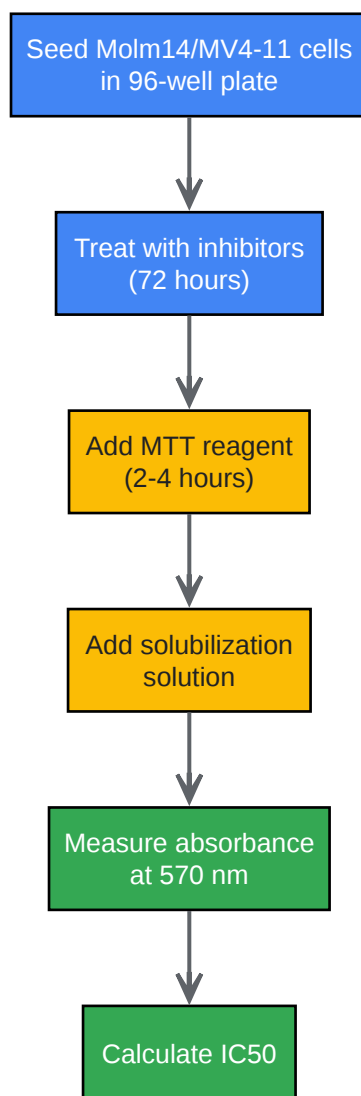 Seed Molm14/MV4-11 cells
in 96-well plate
Treat with inhibitors
(72 hours)
Add MTT reagent
(2-4 hours)
Add solubilization
solution
Measure absorbance
at 570 nm
Calculate IC50